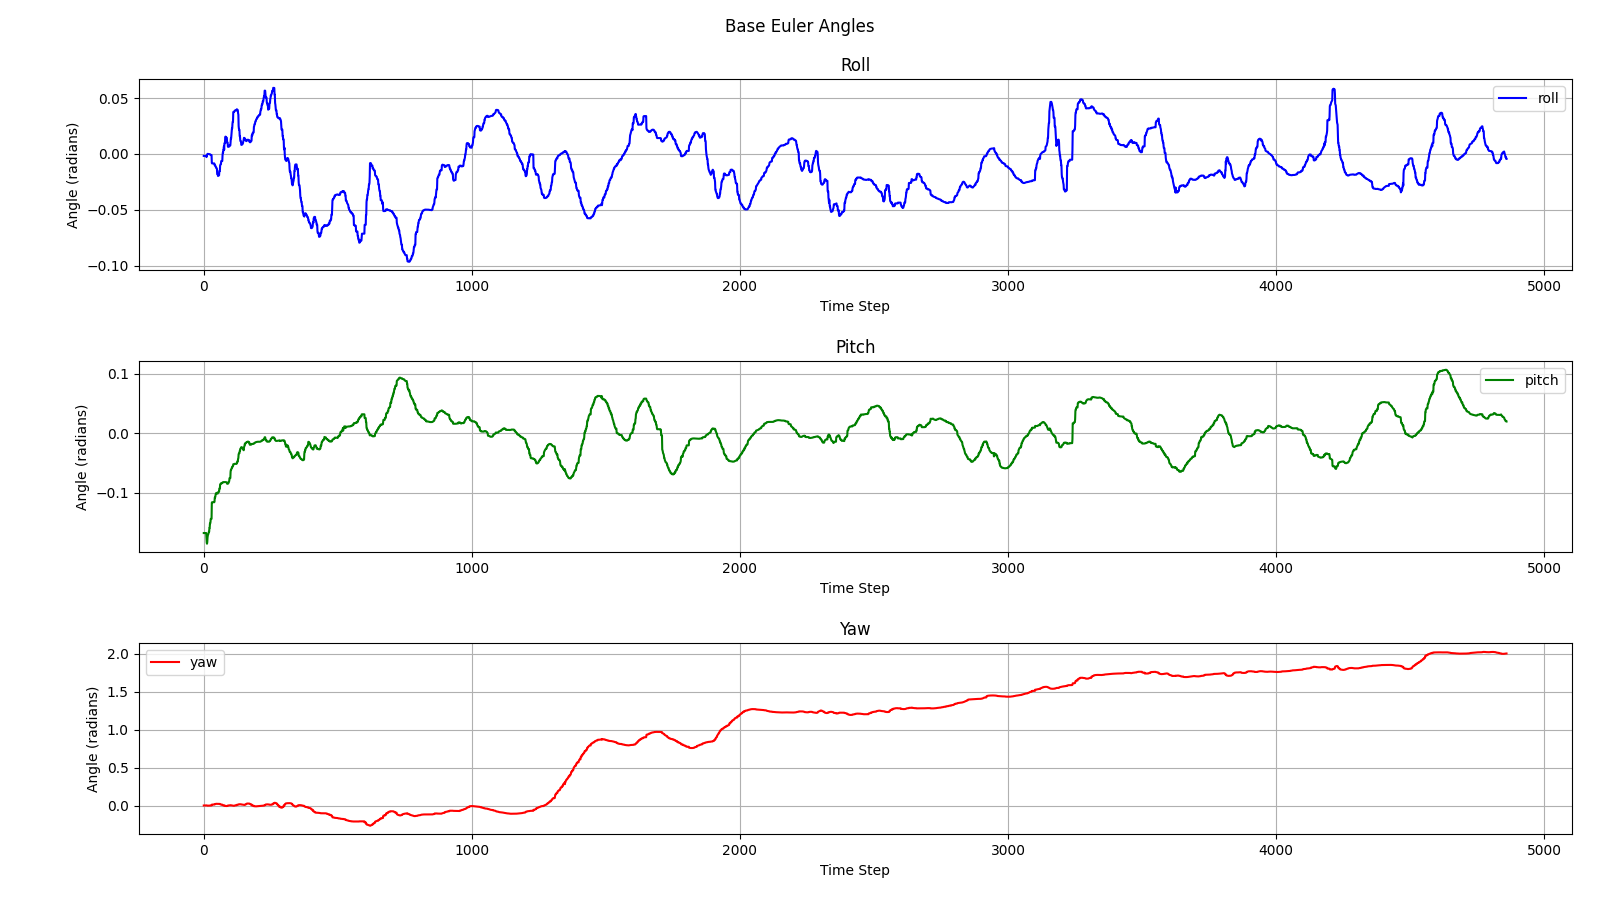 Base Euler Angles
Roll
0.05
0.00
−0.05
−0.10
Angle (radians)
roll
0 1000 2000 3000 4000 5000
Time Step
Pitch
0.1
0.0
−0.1
Angle (radians)
pitch
0 1000 2000 3000 4000 5000
Time Step
Yaw
2.0
1.5
1.0
0.5
0.0
Angle (radians)
yaw
0 1000 2000 3000 4000 5000
Time Step